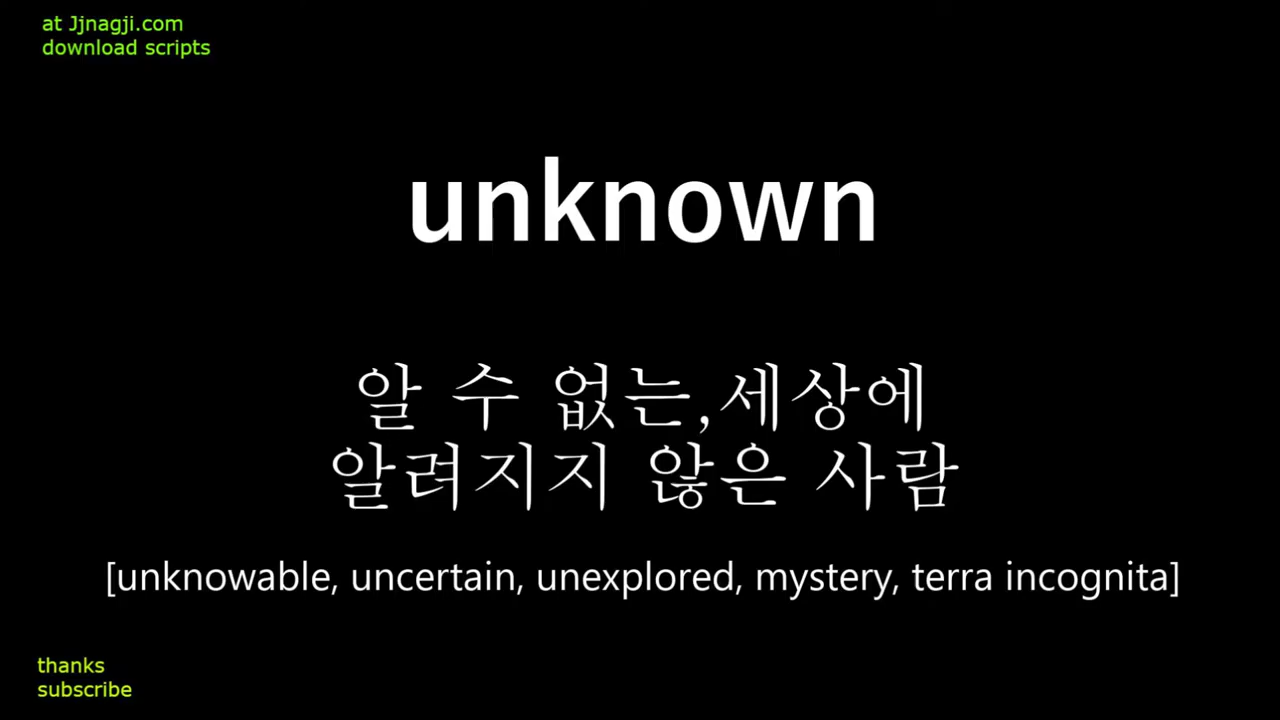 at Jjnagji.com
download scripts
unknown
알 수 없는,세상에
알려지지 않은 사람
[unknowable, uncertain, unexplored, mystery, terra incognita]
thanks
subscribe